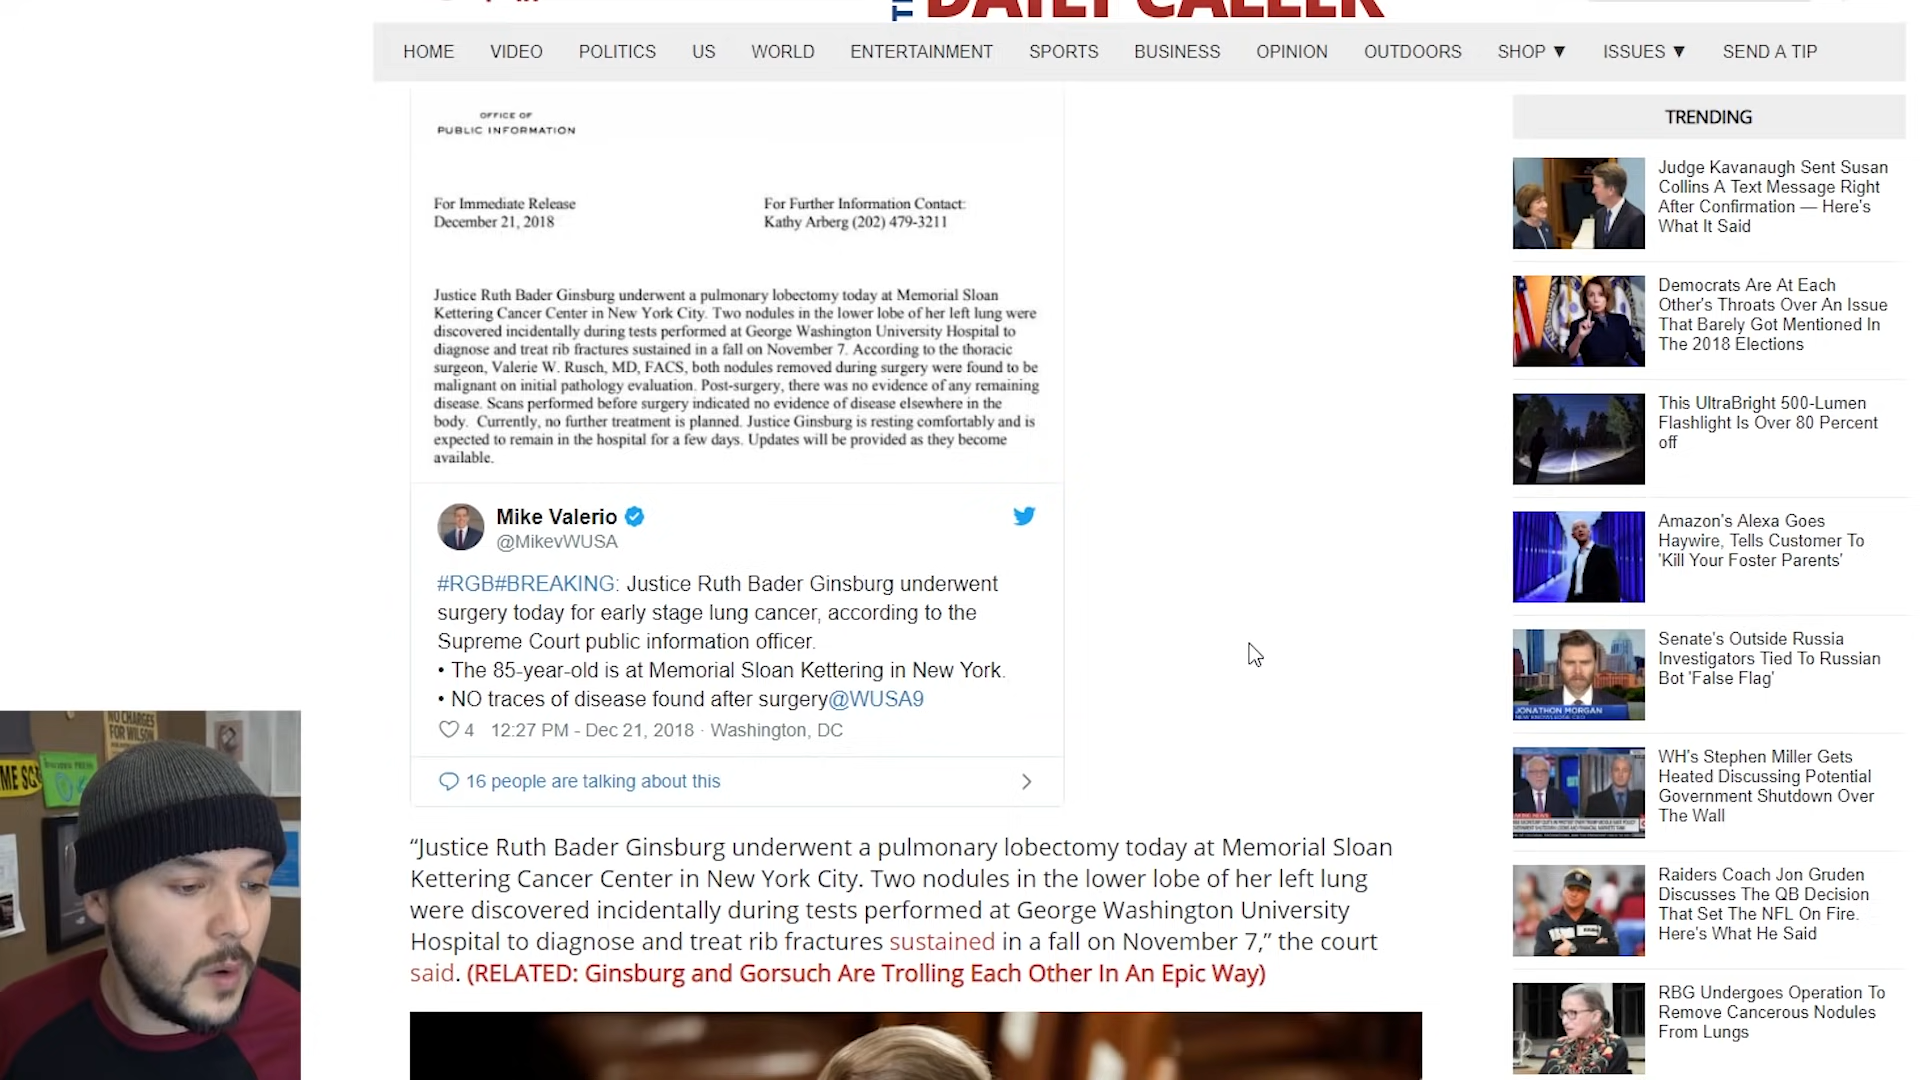 THE DAILY CALLER
HOME VIDEO POLITICS US WORLD ENTERTAINMENT SPORTS BUSINESS OPINION OUTDOORS SHOP ▼ ISSUES ▼ SEND A TIP
OFFICE OF
PUBLIC INFORMATION
For Immediate Release
December 21, 2018
For Further Information Contact:
Kathy Arberg (202) 479-3211
Justice Ruth Bader Ginsburg underwent a pulmonary lobectomy today at Memorial Sloan
Kettering Cancer Center in New York City. Two nodules in the lower lobe of her left lung were
discovered incidentally during tests performed at George Washington University Hospital to
diagnose and treat rib fractures sustained in a fall on November 7. According to the thoracic
surgeon, Valerie W. Rusch, MD, FACS, both nodules removed during surgery were found to be
malignant on initial pathology evaluation. Post-surgery, there was no evidence of any remaining
disease. Scans performed before surgery indicated no evidence of disease elsewhere in the
body. Currently, no further treatment is planned. Justice Ginsburg is resting comfortably and is
expected to remain in the hospital for a few days. Updates will be provided as they become
available.
Mike Valerio
@MikevWUSA
#RGB#BREAKING: Justice Ruth Bader Ginsburg underwent
surgery today for early stage lung cancer, according to the
Supreme Court public information officer.
• The 85-year-old is at Memorial Sloan Kettering in New York.
• NO traces of disease found after surgery@WUSA9
4 12:27 PM - Dec 21, 2018 · Washington, DC
16 people are talking about this
“Justice Ruth Bader Ginsburg underwent a pulmonary lobectomy today at Memorial Sloan
Kettering Cancer Center in New York City. Two nodules in the lower lobe of her left lung
were discovered incidentally during tests performed at George Washington University
Hospital to diagnose and treat rib fractures sustained in a fall on November 7,” the court
said. (RELATED: Ginsburg and Gorsuch Are Trolling Each Other In An Epic Way)
TRENDING
Judge Kavanaugh Sent Susan
Collins A Text Message Right
After Confirmation — Here's
What It Said
Democrats Are At Each
Other's Throats Over An Issue
That Barely Got Mentioned In
The 2018 Elections
This UltraBright 500-Lumen
Flashlight Is Over 80 Percent
off
Amazon's Alexa Goes
Haywire, Tells Customer To
'Kill Your Foster Parents'
Senate's Outside Russia
Investigators Tied To Russian
Bot 'False Flag'
JONATHON MORGAN
NEW KNOWLEDGE CEO
WH's Stephen Miller Gets
Heated Discussing Potential
Government Shutdown Over
The Wall
Raiders Coach Jon Gruden
Discusses The QB Decision
That Set The NFL On Fire.
Here's What He Said
RBG Undergoes Operation To
Remove Cancerous Nodules
From Lungs
NO CHARGES
FOR WILSON